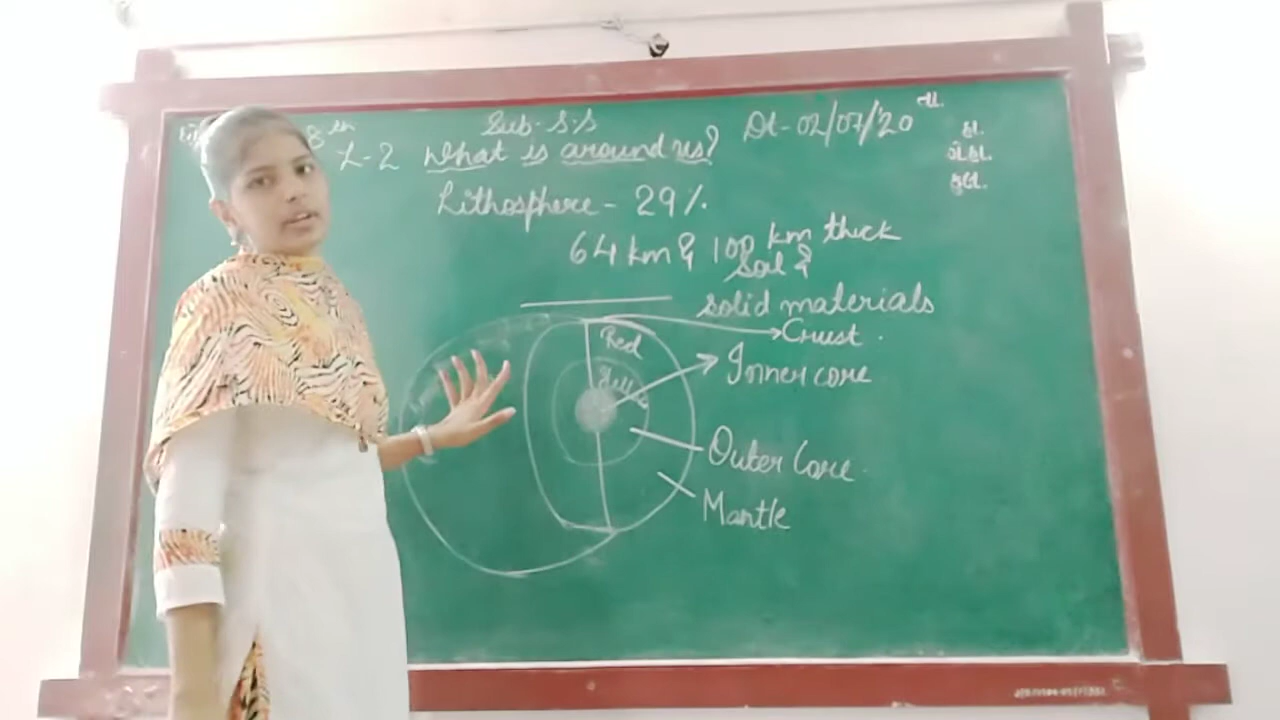 8th
Sub- S.S
Dt- 02/07/20
L-2 What is around us?
Lithosphere - 29%
64 km & 100 km thick
Soil &
solid materials
Crust
Red
Inner core
Outer Core
Mantle
તા.
હા.
ગે.હા.
કુલ.